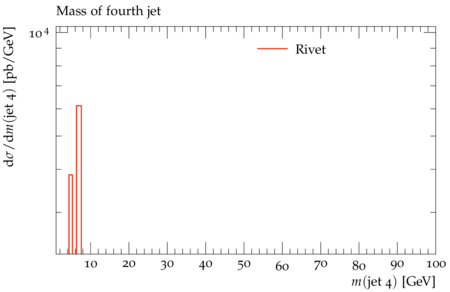 Mass of fourth jet
10⁴
dσ/dm(jet 4) [pb/GeV]
Rivet
10 20 30 40 50 60 70 80 90 100
m(jet 4) [GeV]